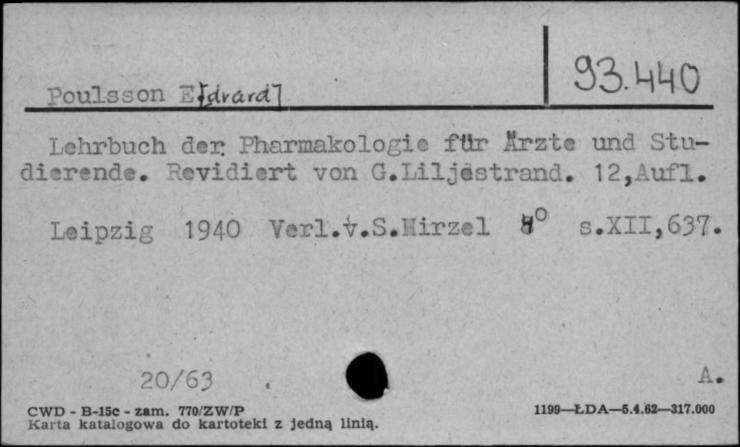 93.440
Poulsson E[dvard]
Lehrbuch der Pharmakologie für Ärzte und Stu-
dierende. Revidiert von G.Liljestrand. 12,Aufl.
Leipzig 1940 Verl.v.S.Hirzel 8° s.XII,637.
20/63 A.
CWD - B-15c - zam. 770/ZW/P 1199—ŁDA—5.4.62—317.000
Karta katalogowa do kartoteki z jedną linią.